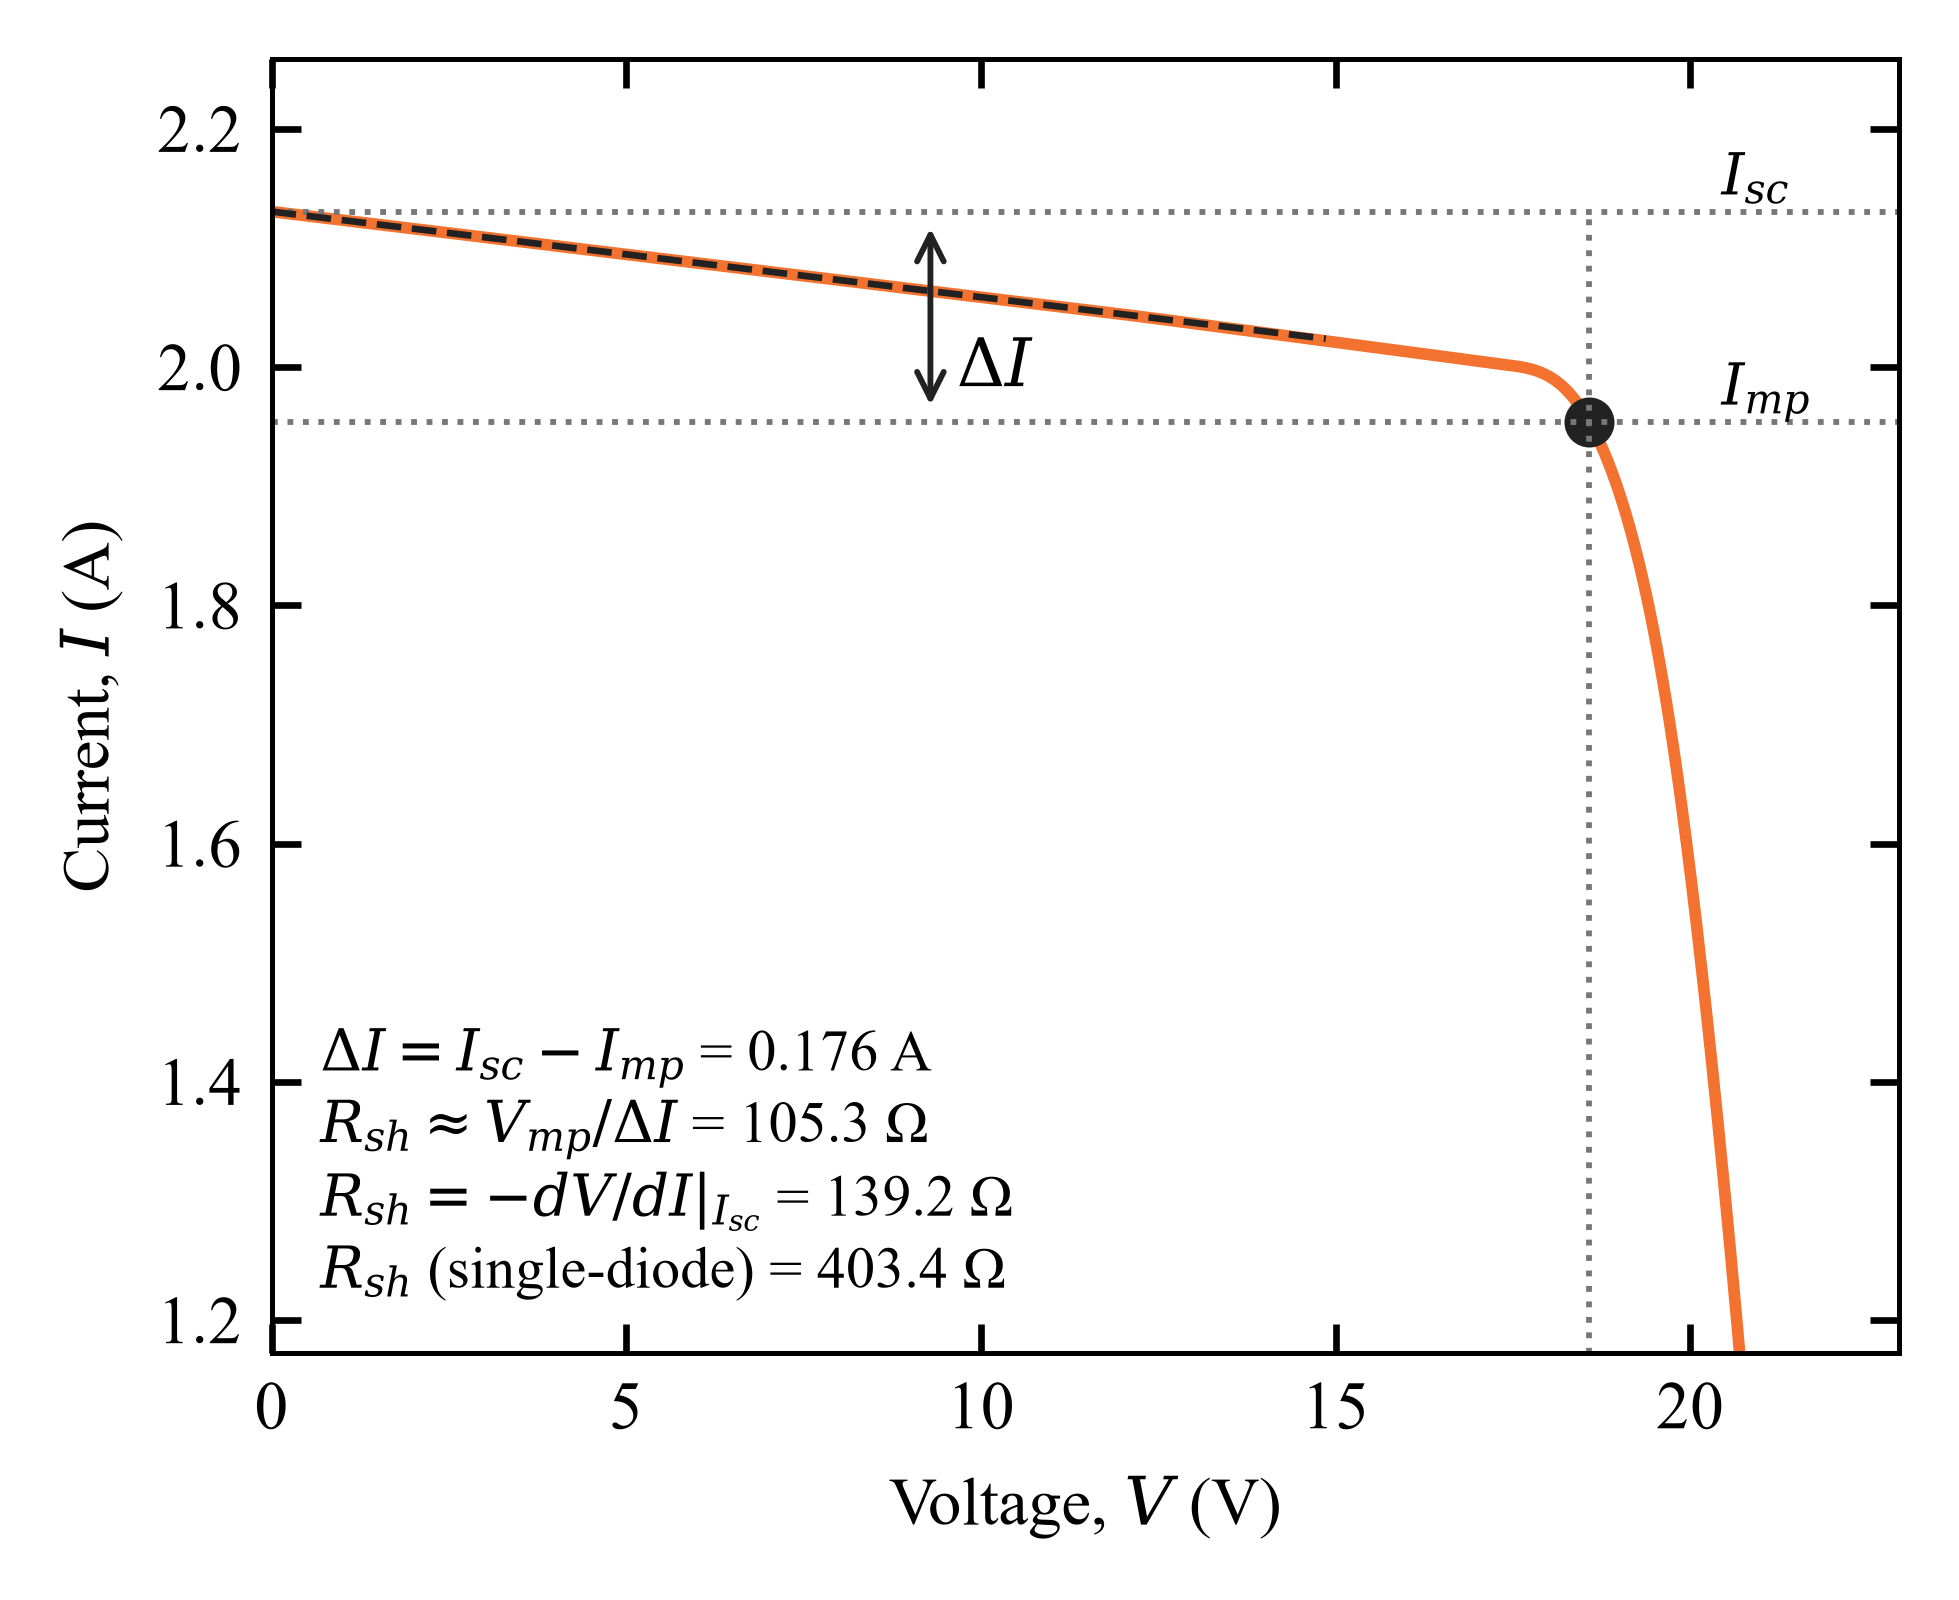 2.2
2.0
1.8
1.6
1.4
1.2
Current, I (A)
I_sc
I_mp
ΔI
ΔI = I_sc − I_mp = 0.176 A
R_sh ≈ V_mp/ΔI = 105.3 Ω
R_sh = −dV/dI|_I_sc = 139.2 Ω
R_sh (single-diode) = 403.4 Ω
0 5 10 15 20
Voltage, V (V)